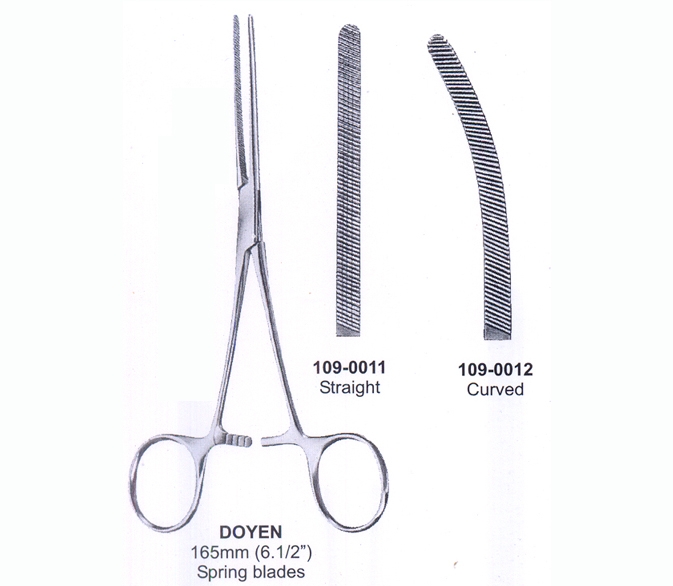 109-0011
Straight
109-0012
Curved
DOYEN
165mm (6.1/2”)
Spring blades